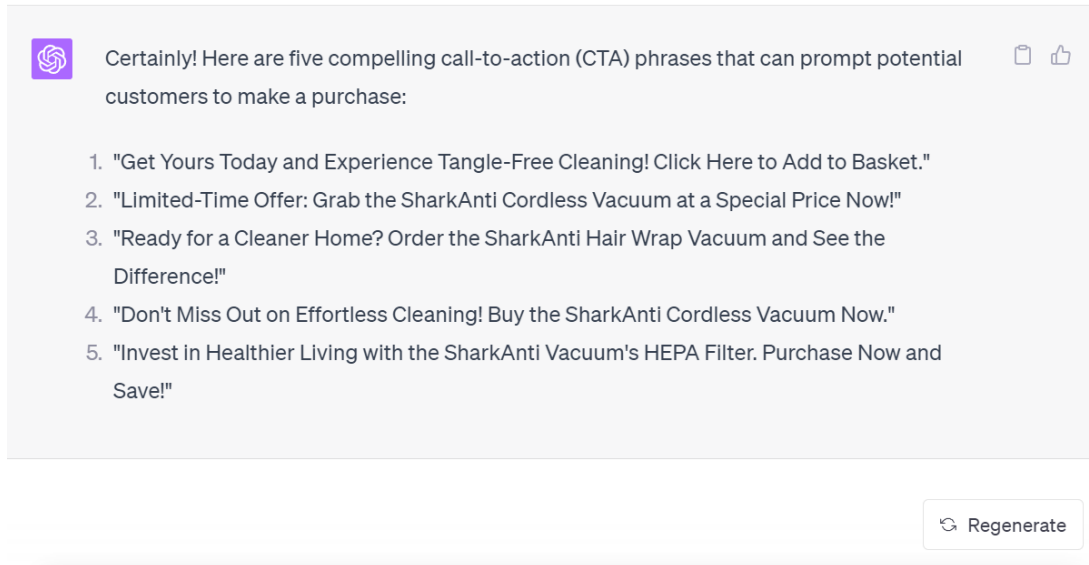 Certainly! Here are five compelling call-to-action (CTA) phrases that can prompt potential
customers to make a purchase:
1. "Get Yours Today and Experience Tangle-Free Cleaning! Click Here to Add to Basket."
2. "Limited-Time Offer: Grab the SharkAnti Cordless Vacuum at a Special Price Now!"
3. "Ready for a Cleaner Home? Order the SharkAnti Hair Wrap Vacuum and See the
Difference!"
4. "Don't Miss Out on Effortless Cleaning! Buy the SharkAnti Cordless Vacuum Now."
5. "Invest in Healthier Living with the SharkAnti Vacuum's HEPA Filter. Purchase Now and
Save!"
Regenerate